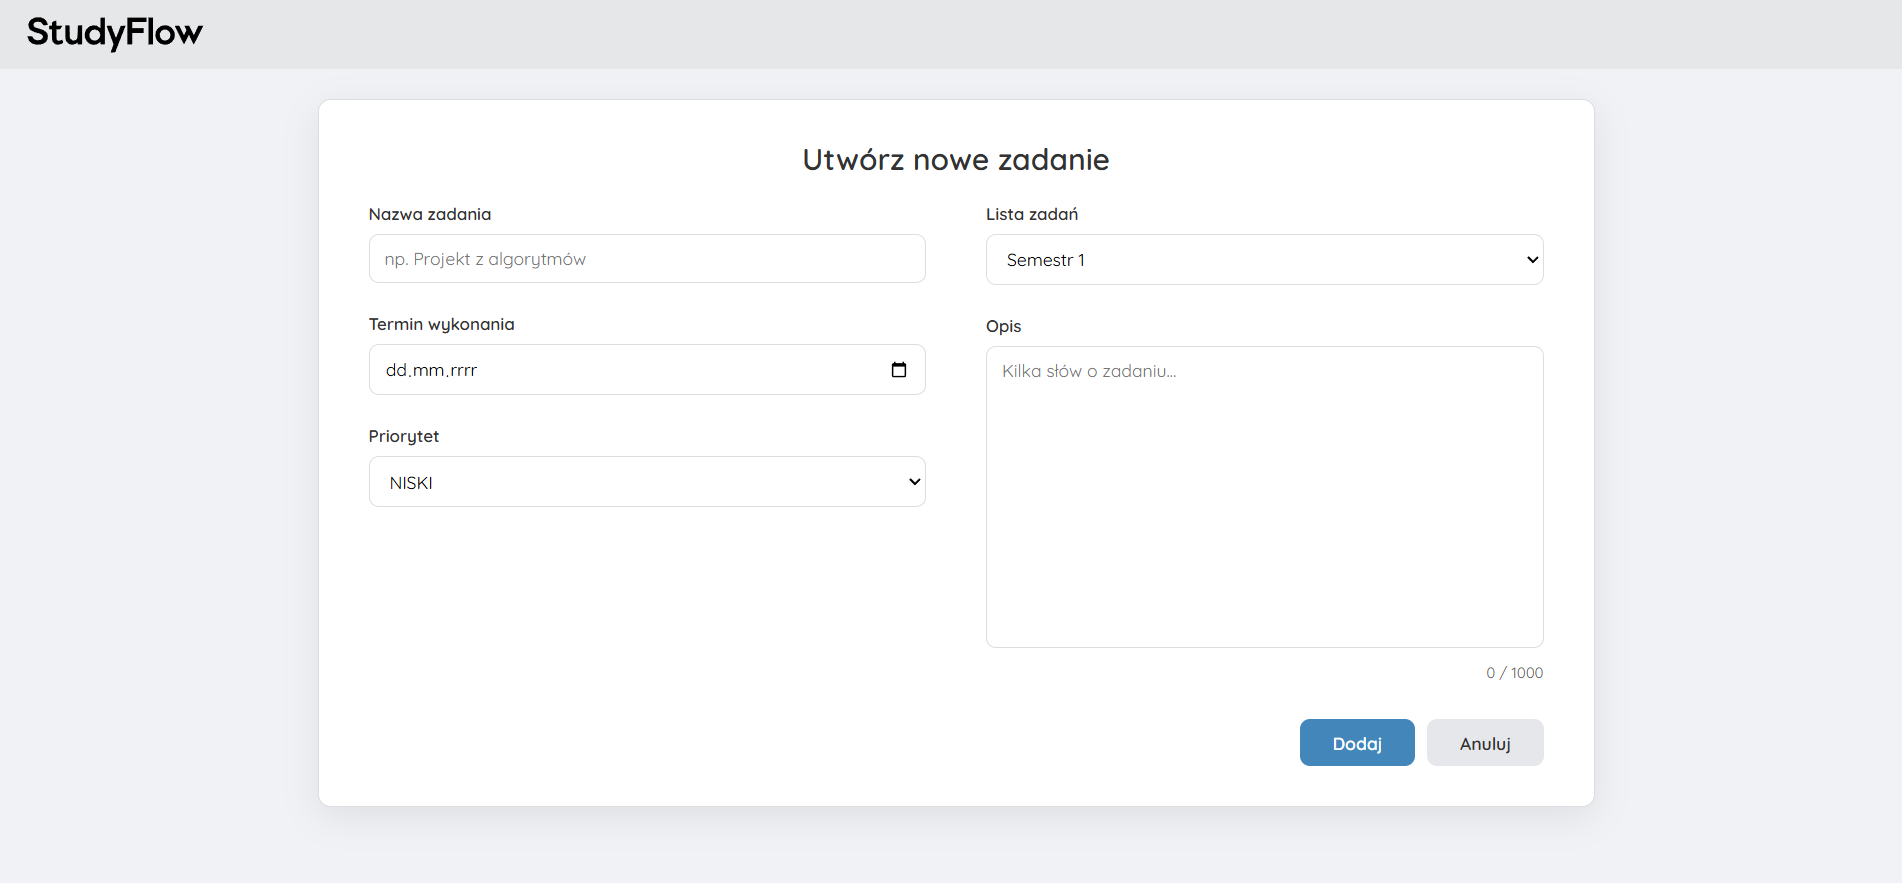 StudyFlow
Utwórz nowe zadanie
Nazwa zadania
np. Projekt z algorytmów
Termin wykonania
dd.mm.rrrr
Priorytet
NISKI
Lista zadań
Semestr 1
Opis
Kilka słów o zadaniu...
0 / 1000
Dodaj
Anuluj